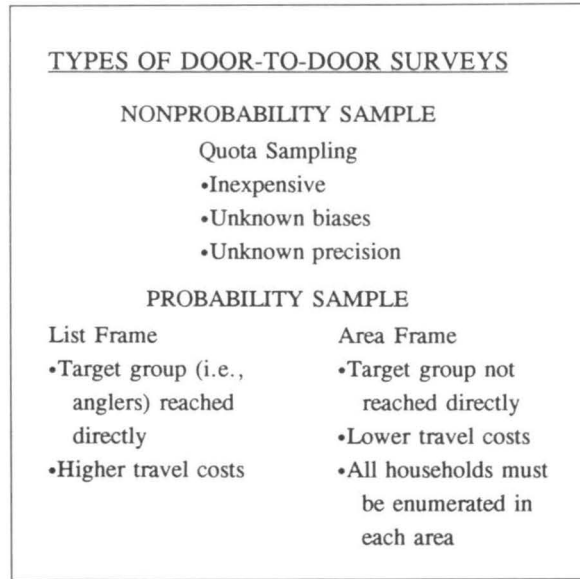 TYPES OF DOOR-TO-DOOR SURVEYS
NONPROBABILITY SAMPLE
Quota Sampling
•Inexpensive
•Unknown biases
•Unknown precision
PROBABILITY SAMPLE
List Frame
•Target group (i.e.,
anglers) reached
directly
•Higher travel costs
Area Frame
•Target group not
reached directly
•Lower travel costs
•All households must
be enumerated in
each area